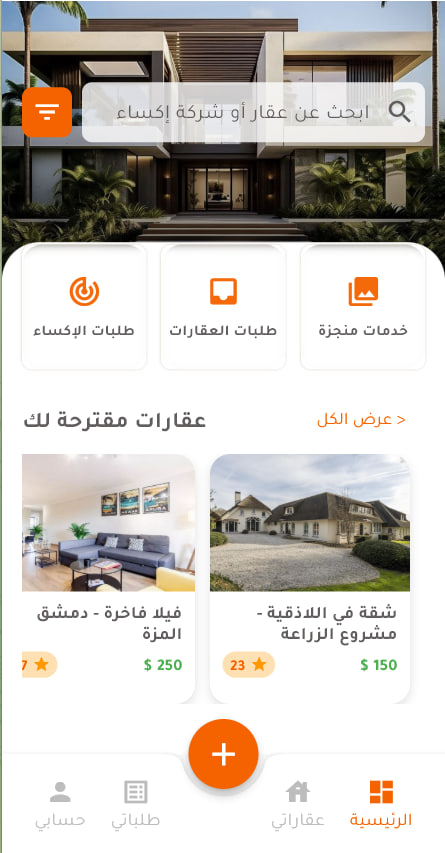 ابحث عن عقار أو شركة إكساء
خدمات منجزة
طلبات العقارات
طلبات الإكساء
عقارات مقترحة لك
عرض الكل >
شقة في اللاذقية -
مشروع الزراعة
150 $
23
فيلا فاخرة - دمشق
المزة
250 $
7
الرئيسية
عقاراتي
طلباتي
حسابي